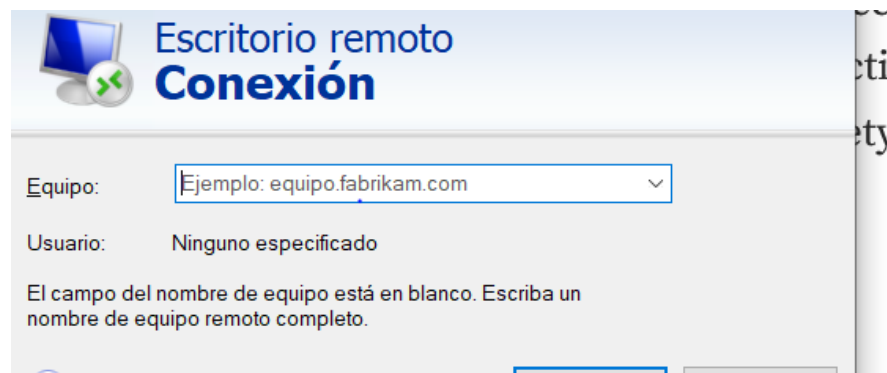 Escritorio remoto
Conexión
Equipo:
Ejemplo: equipo.fabrikam.com
Usuario:
Ninguno especificado
El campo del nombre de equipo está en blanco. Escriba un
nombre de equipo remoto completo.